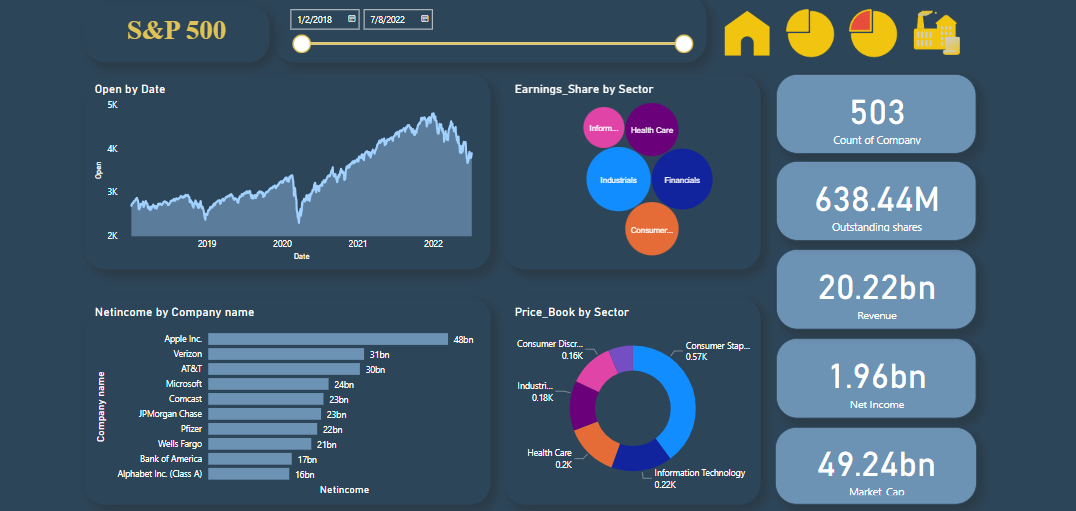 S&P 500
1/2/2018
7/8/2022
Open by Date
5K
4K
3K
2K
Open
2019
2020
2021
2022
Date
Earnings_Share by Sector
Inform...
Health Care
Industrials
Financials
Consumer...
503
Count of Company
638.44M
Outstanding shares
20.22bn
Revenue
1.96bn
Net Income
49.24bn
Market Cap
Netincome by Company name
Company name
Apple Inc.
48bn
Verizon
31bn
AT&T
30bn
Microsoft
24bn
Comcast
23bn
JPMorgan Chase
23bn
Pfizer
22bn
Wells Fargo
21bn
Bank of America
17bn
Alphabet Inc. (Class A)
16bn
Netincome
Price_Book by Sector
Consumer Discr...
0.16K
Consumer Stap...
0.57K
Industri...
0.18K
Health Care
0.2K
Information Technology
0.22K